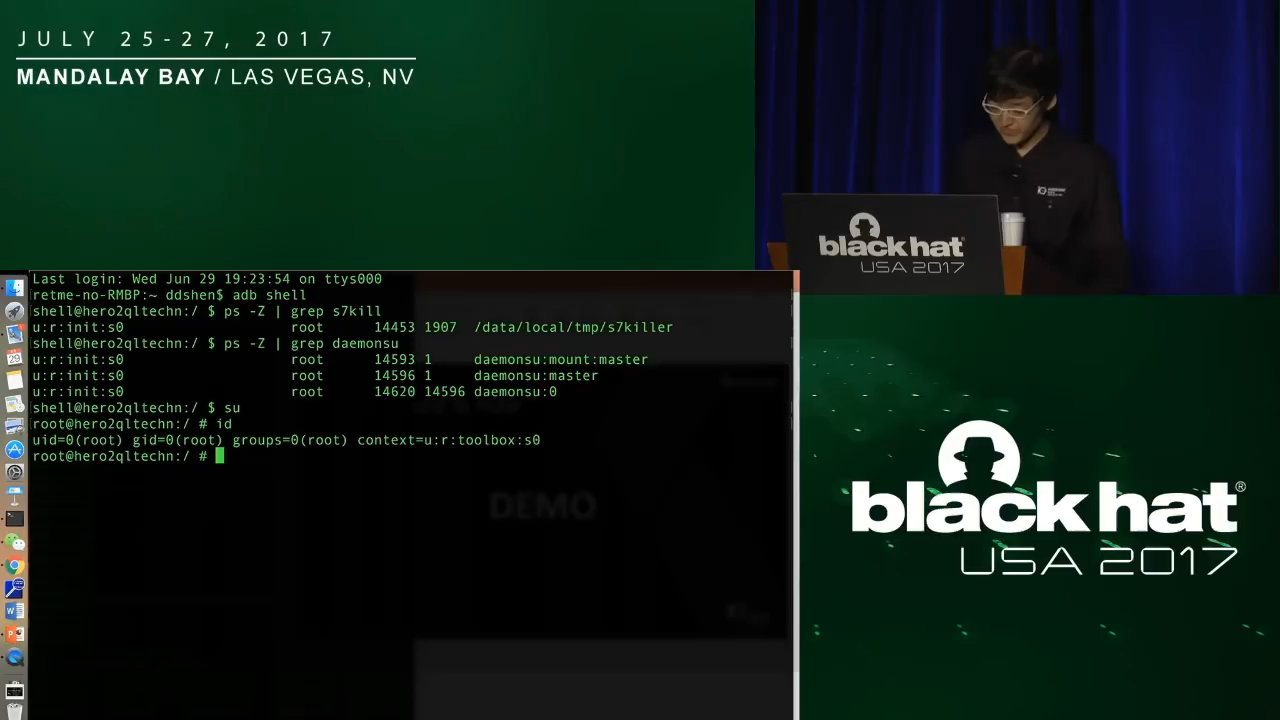 JULY 25-27, 2017
MANDALAY BAY / LAS VEGAS, NV
black hat
USA 2017
Last login: Wed Jun 29 19:23:54 on ttys000
retme-no-RMBP:~ ddshen$ adb shell
shell@hero2qltechn:/ $ ps -Z | grep s7kill
u:r:init:s0 root 14453 1907 /data/local/tmp/s7killer
shell@hero2qltechn:/ $ ps -Z | grep daemonsu
u:r:init:s0 root 14593 1 daemonsu:mount:master
u:r:init:s0 root 14596 1 daemonsu:master
u:r:init:s0 root 14620 14596 daemonsu:0
shell@hero2qltechn:/ $ su
root@hero2qltechn:/ # id
uid=0(root) gid=0(root) groups=0(root) context=u:r:toolbox:s0
root@hero2qltechn:/ #
DEMO
black hat®
USA 2017